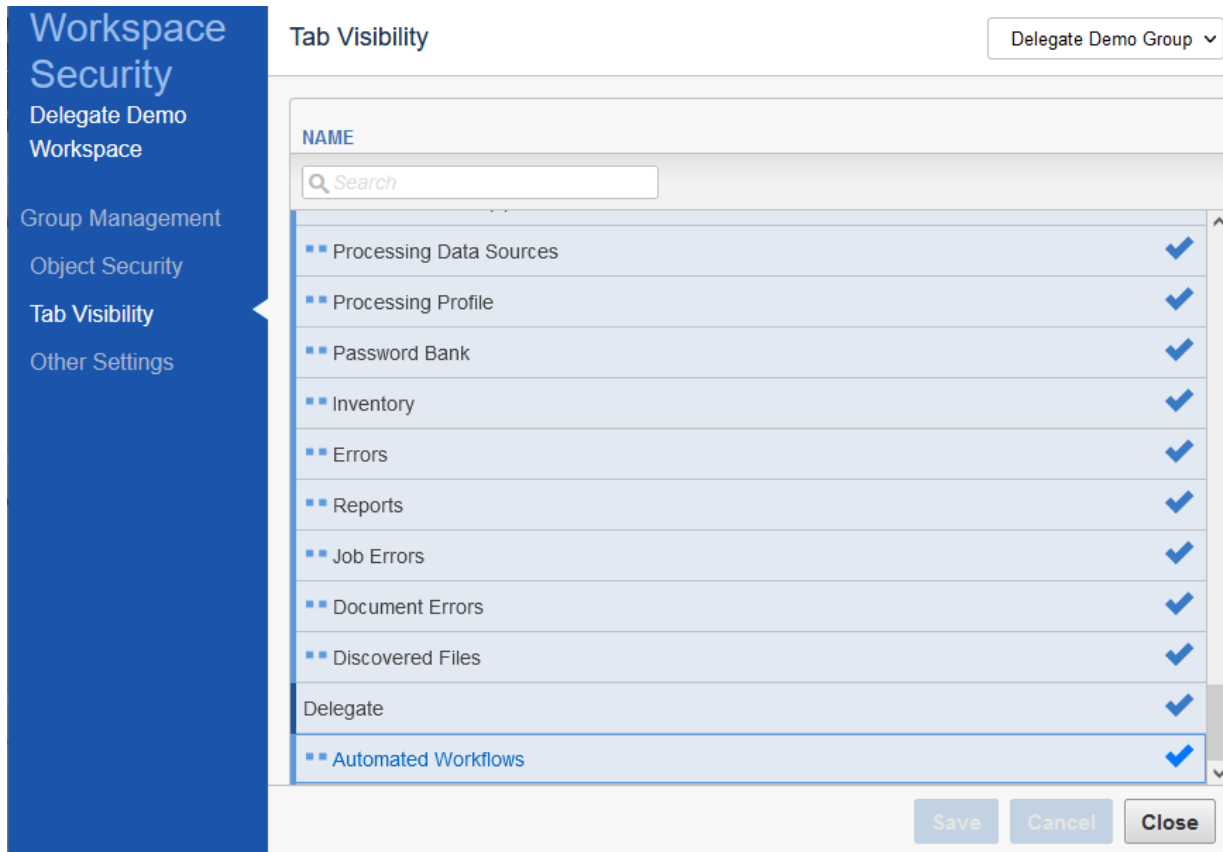 Workspace
Security
Delegate Demo
Workspace
Group Management
Object Security
Tab Visibility
Other Settings
Tab Visibility
Delegate Demo Group
NAME
Search
Processing Data Sources
Processing Profile
Password Bank
Inventory
Errors
Reports
Job Errors
Document Errors
Discovered Files
Delegate
Automated Workflows
Save Cancel Close